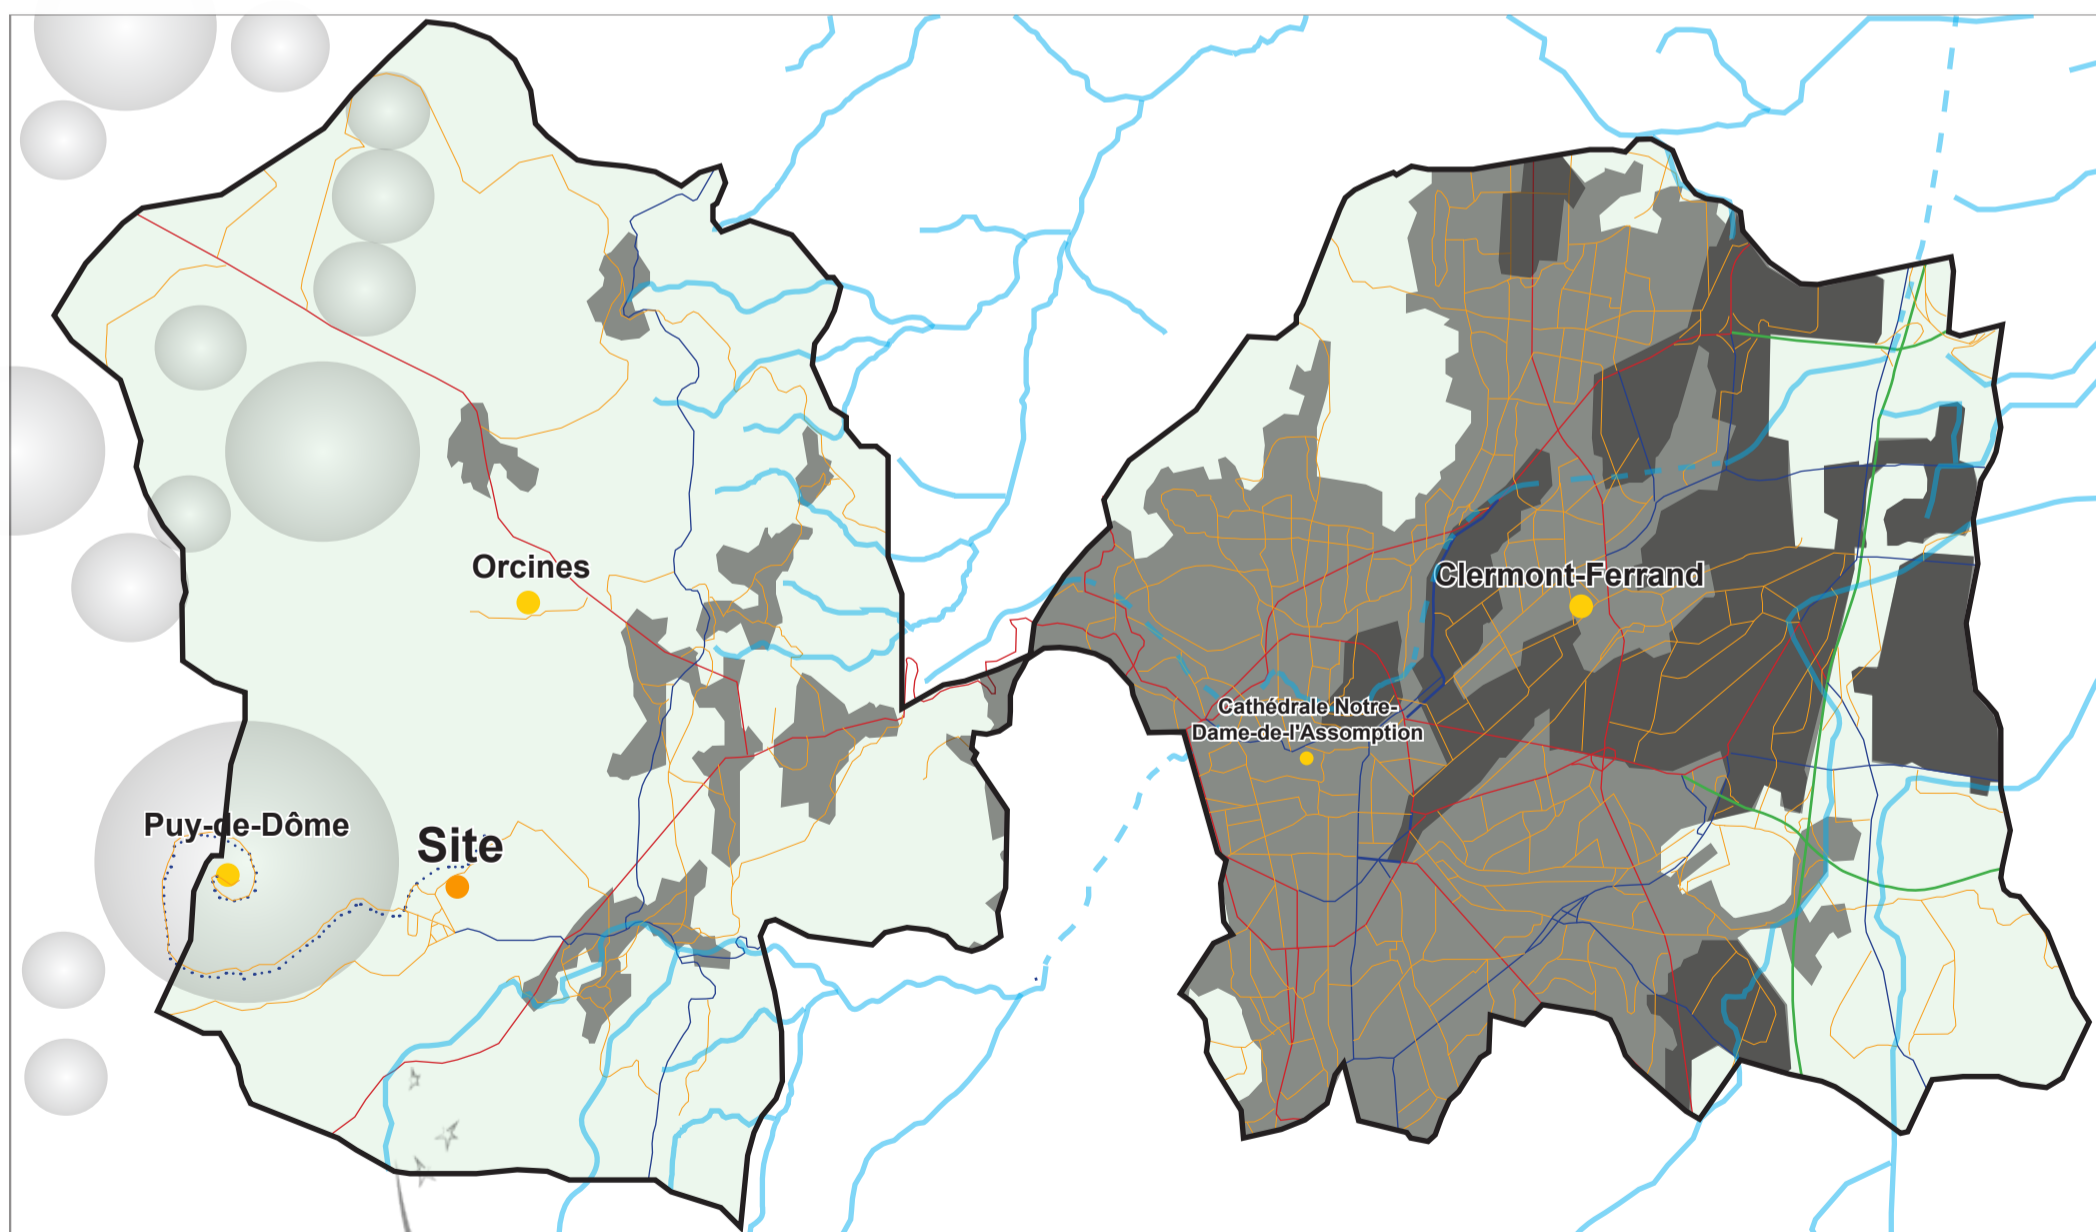 Orcines
Clermont-Ferrand
Cathédrale Notre-
Dame-de-l'Assomption
Puy-de-Dôme
Site